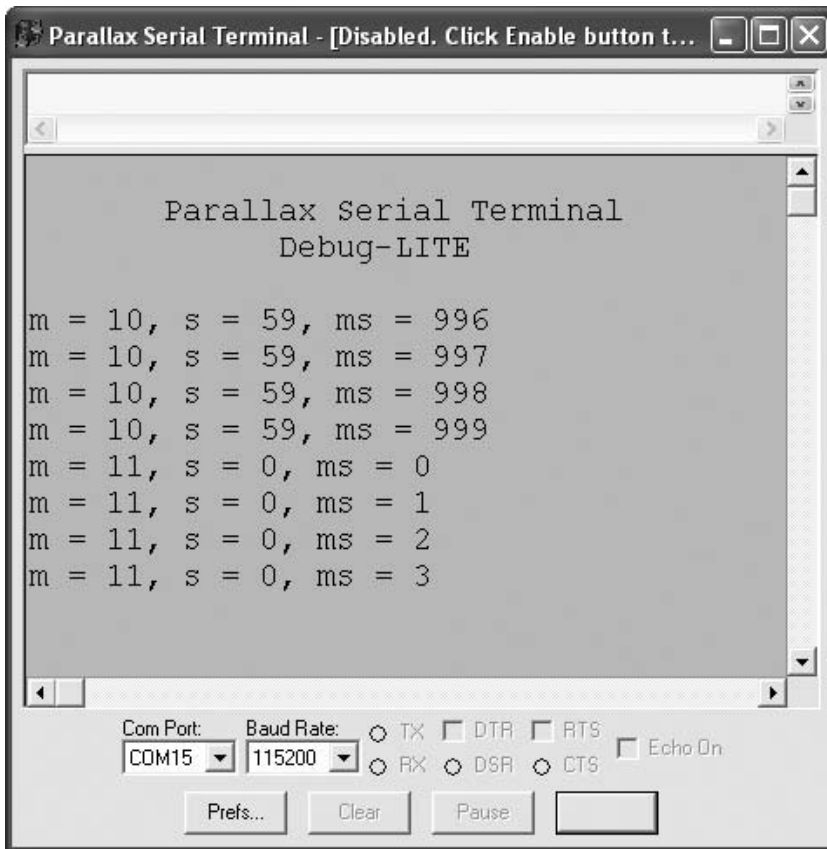 Parallax Serial Terminal - [Disabled. Click Enable button t...
Parallax Serial Terminal
Debug-LITE
m = 10, s = 59, ms = 996
m = 10, s = 59, ms = 997
m = 10, s = 59, ms = 998
m = 10, s = 59, ms = 999
m = 11, s = 0, ms = 0
m = 11, s = 0, ms = 1
m = 11, s = 0, ms = 2
m = 11, s = 0, ms = 3
Com Port: Baud Rate: TX DTR RTS
COM15 115200 RX DSR CTS Echo On
Prefs... Clear Pause